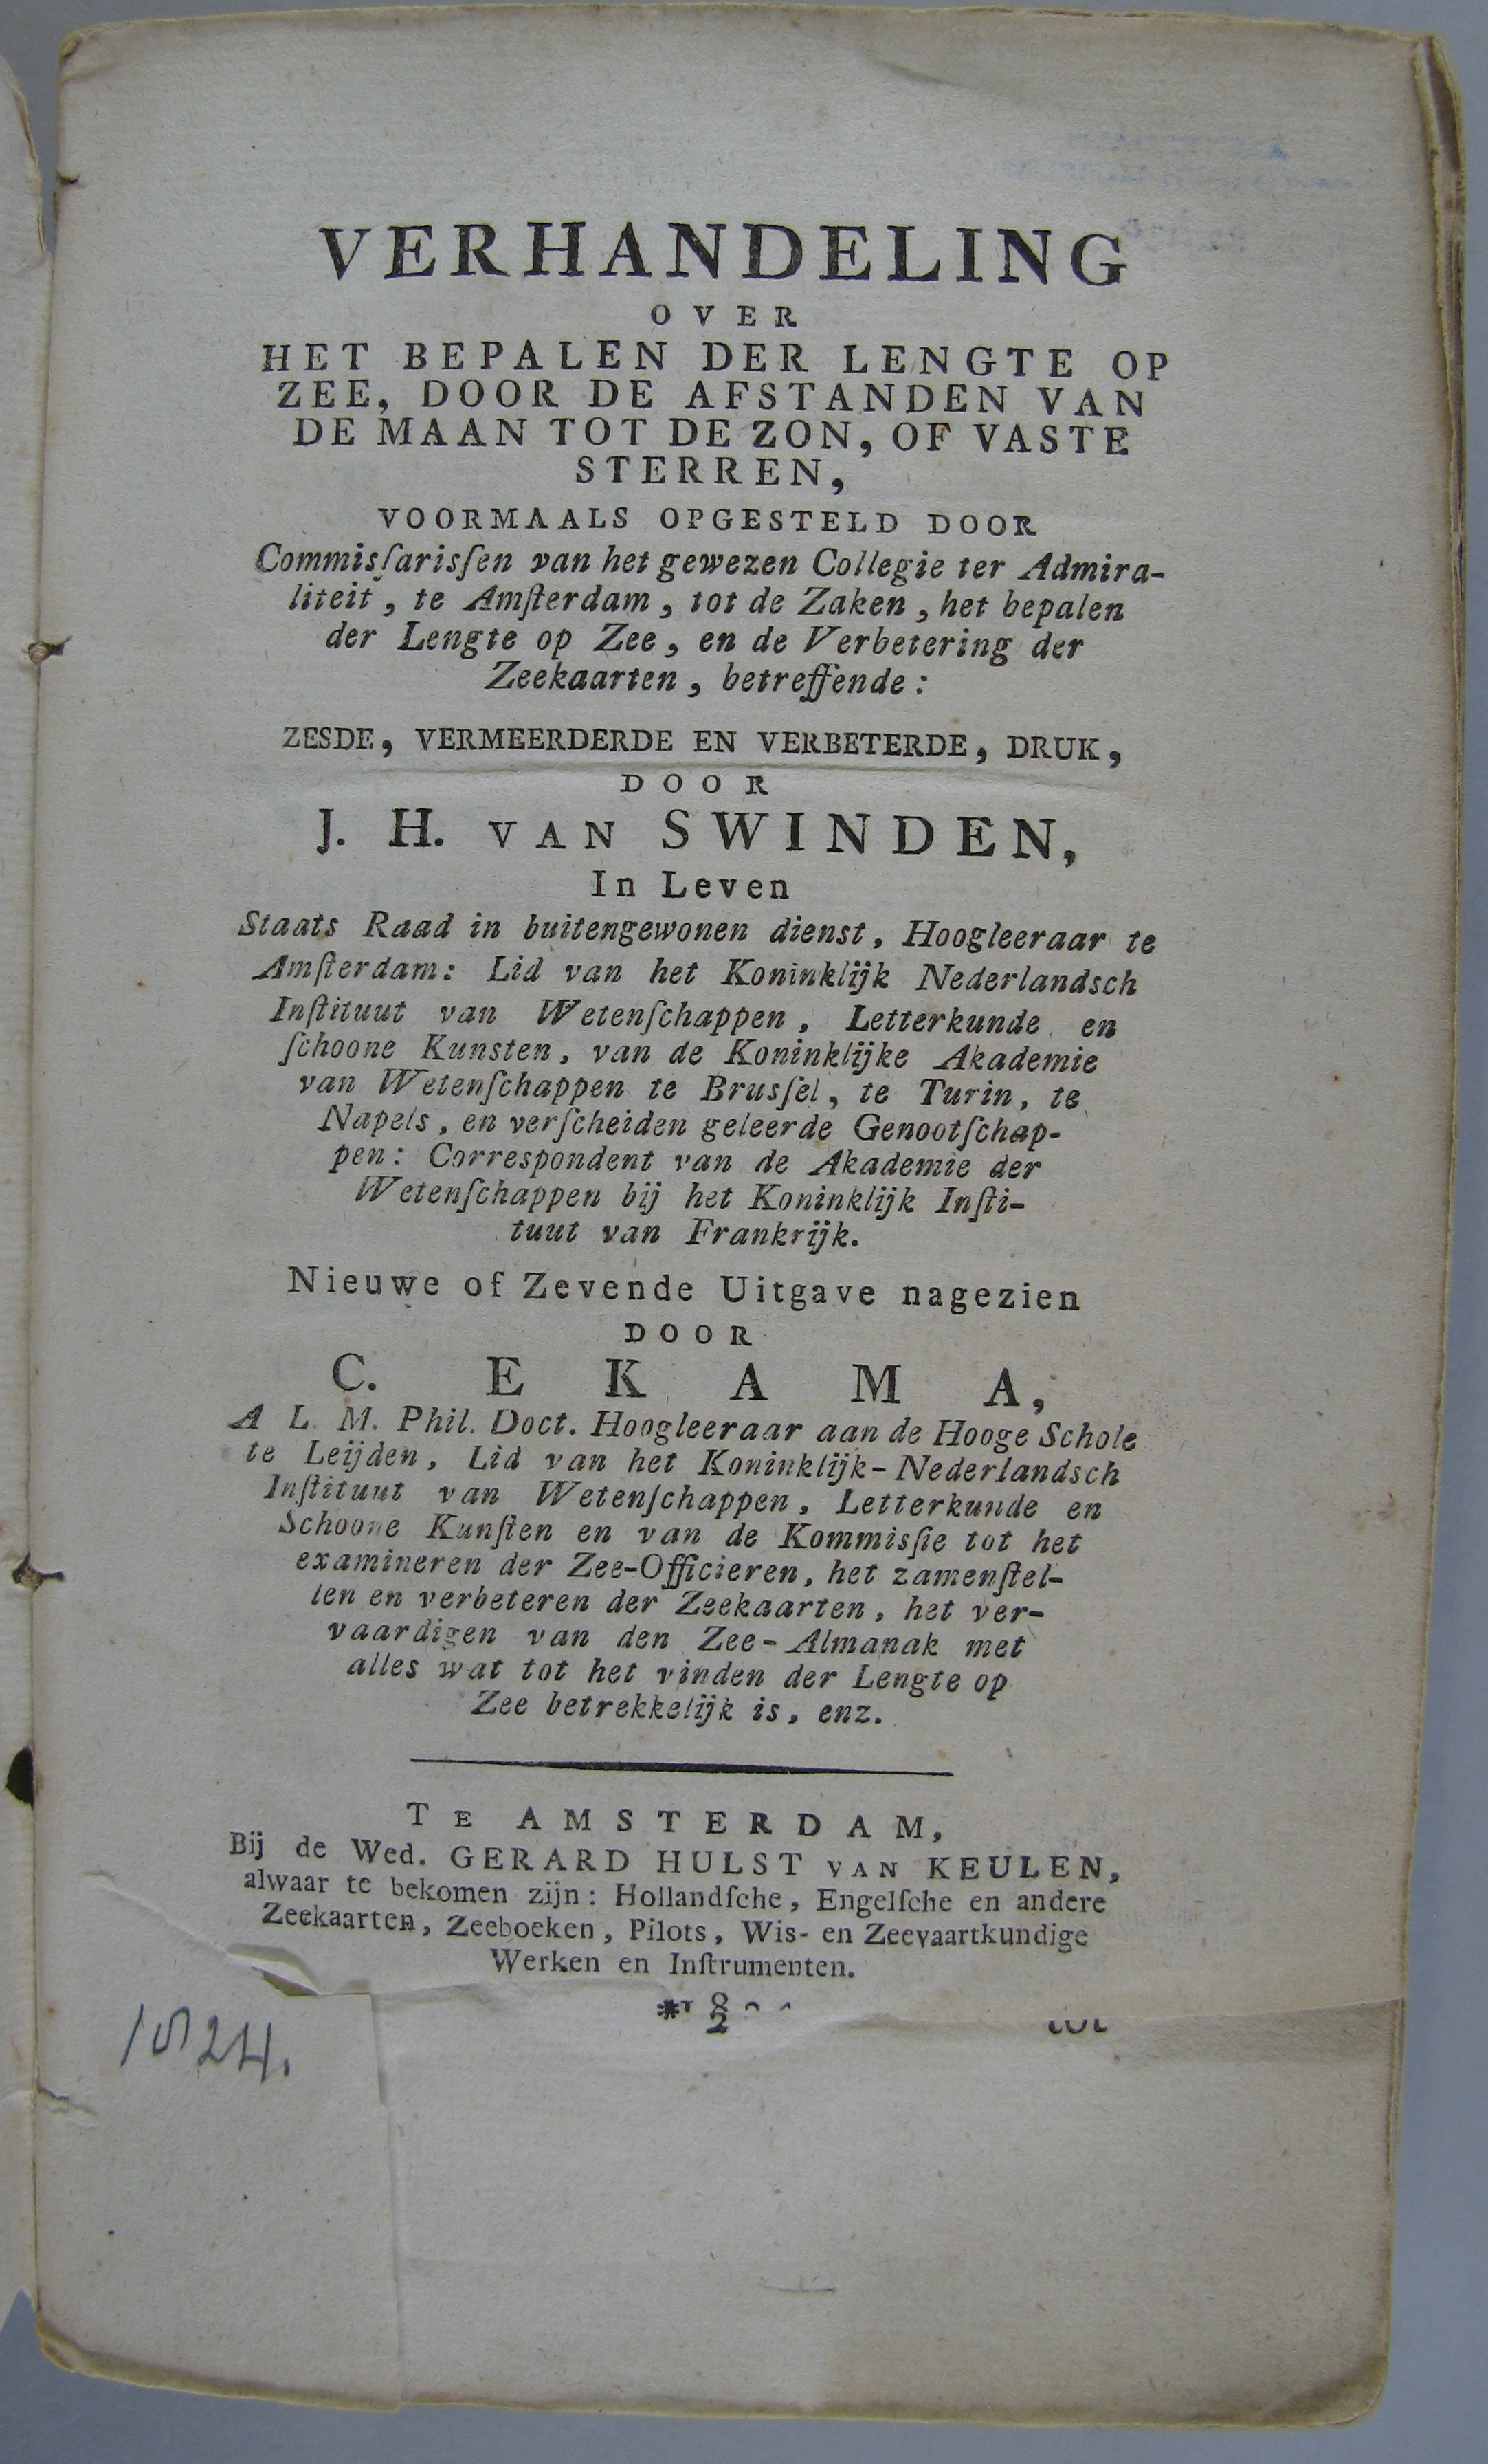 VERHANDELING
OVER
HET BEPALEN DER LENGTE OP
ZEE, DOOR DE AFSTANDEN VAN
DE MAAN TOT DE ZON, OF VASTE
STERREN,
VOORMAALS OPGESTELD DOOR
Commisſarisſen van het gewezen Collegie ter Admira-
liteit, te Amſterdam, tot de Zaken, het bepalen
der Lengte op Zee, en de Verbetering der
Zeekaarten, betreffende:
ZESDE, VERMEERDERDE EN VERBETERDE, DRUK,
DOOR
J. H. VAN SWINDEN,
In Leven
Staats Raad in buitengewonen dienst, Hoogleeraar te
Amſterdam: Lid van het Koninklijk Nederlandsch
Inſtituut van Wetenſchappen, Letterkunde en
ſchoone Kunsten, van de Koninklijke Akademie
van Wetenſchappen te Brusſel, te Turin, te
Napels, en verſcheiden geleerde Genootſchap-
pen: Correspondent van de Akademie der
Wetenſchappen bij het Koninklijk Inſti-
tuut van Frankrijk.
Nieuwe of Zevende Uitgave nagezien
DOOR
C. EKAMA,
A L M. Phil. Doct. Hoogleeraar aan de Hooge Schole
te Leijden, Lid van het Koninklijk-Nederlandsch
Inſtituut van Wetenſchappen, Letterkunde en
Schoone Kunſten en van de Kommisſie tot het
examineren der Zee-Officieren, het zamenſtel-
len en verbeteren der Zeekaarten, het ver-
vaardigen van den Zee-Almanak met
alles wat tot het vinden der Lengte op
Zee betrekkelijk is, enz.
TE AMSTERDAM,
Bij de Wed. GERARD HULST VAN KEULEN,
alwaar te bekomen zijn: Hollandſche, Engelſche en andere
Zeekaarten, Zeeboeken, Pilots, Wis- en Zeevaartkundige
Werken en Inſtrumenten.
1824.